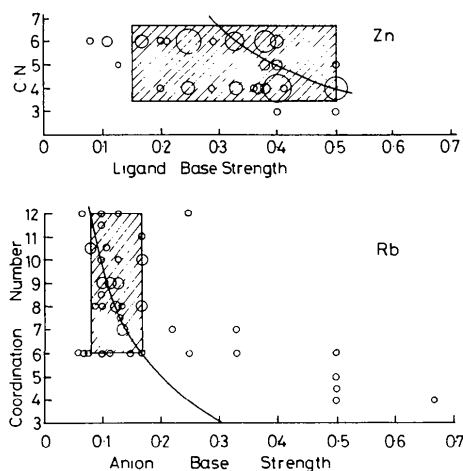 7
6
5
4
3
C.N
Zn
0 0·1 0·2 0·3 0·4 0·5 0·6 0·7
Ligand Base Strength
12
11
10
9
8
7
6
5
4
3
Coordination Number
Rb
0 0·1 0·2 0·3 0·4 0·5 0·6 0·7
Anion Base Strength